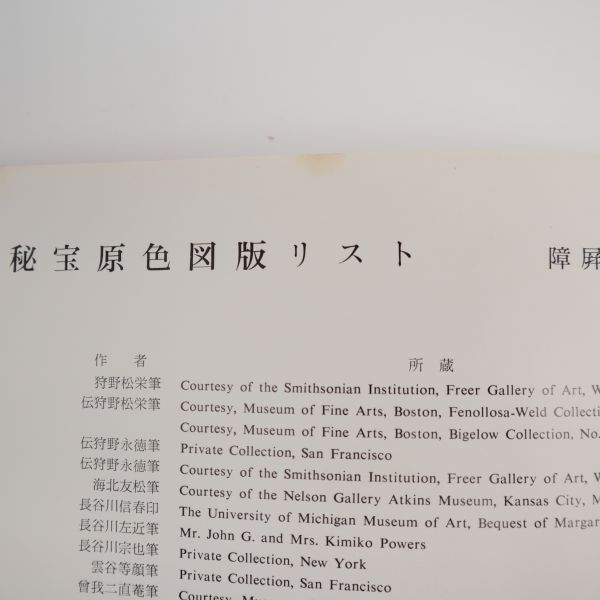 秘宝原色図版リスト 障屏
作者 所蔵
狩野松栄筆 Courtesy of the Smithsonian Institution, Freer Gallery of Art, W
伝狩野松栄筆 Courtesy, Museum of Fine Arts, Boston, Fenollosa-Weld Collecti
Courtesy, Museum of Fine Arts, Boston, Bigelow Collection, No.
伝狩野永徳筆 Private Collection, San Francisco
伝狩野永徳筆 Courtesy of the Smithsonian Institution, Freer Gallery of Art, W
海北友松筆 Courtesy of the Nelson Gallery Atkins Museum, Kansas City, M
長谷川信春印 The University of Michigan Museum of Art, Bequest of Margar
長谷川左近筆 Mr. John G. and Mrs. Kimiko Powers
長谷川宗也筆 Private Collection, New York
雲谷等顔筆 Private Collection, San Francisco
曾我二直菴筆 Courtesy, Mu